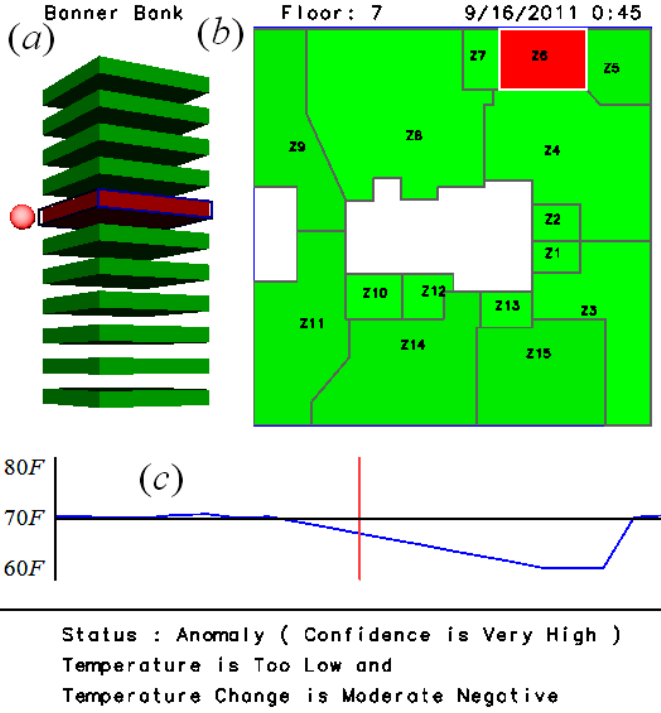 Banner Bank
Floor: 7
9/16/2011 0:45
(a)
(b)
Z7
Z6
Z5
Z9
Z8
Z4
Z2
Z1
Z10
Z12
Z13
Z3
Z11
Z14
Z15
80F
(c)
70F
60F
Status : Anomaly ( Confidence is Very High )
Temperature is Too Low and
Temperature Change is Moderate Negative